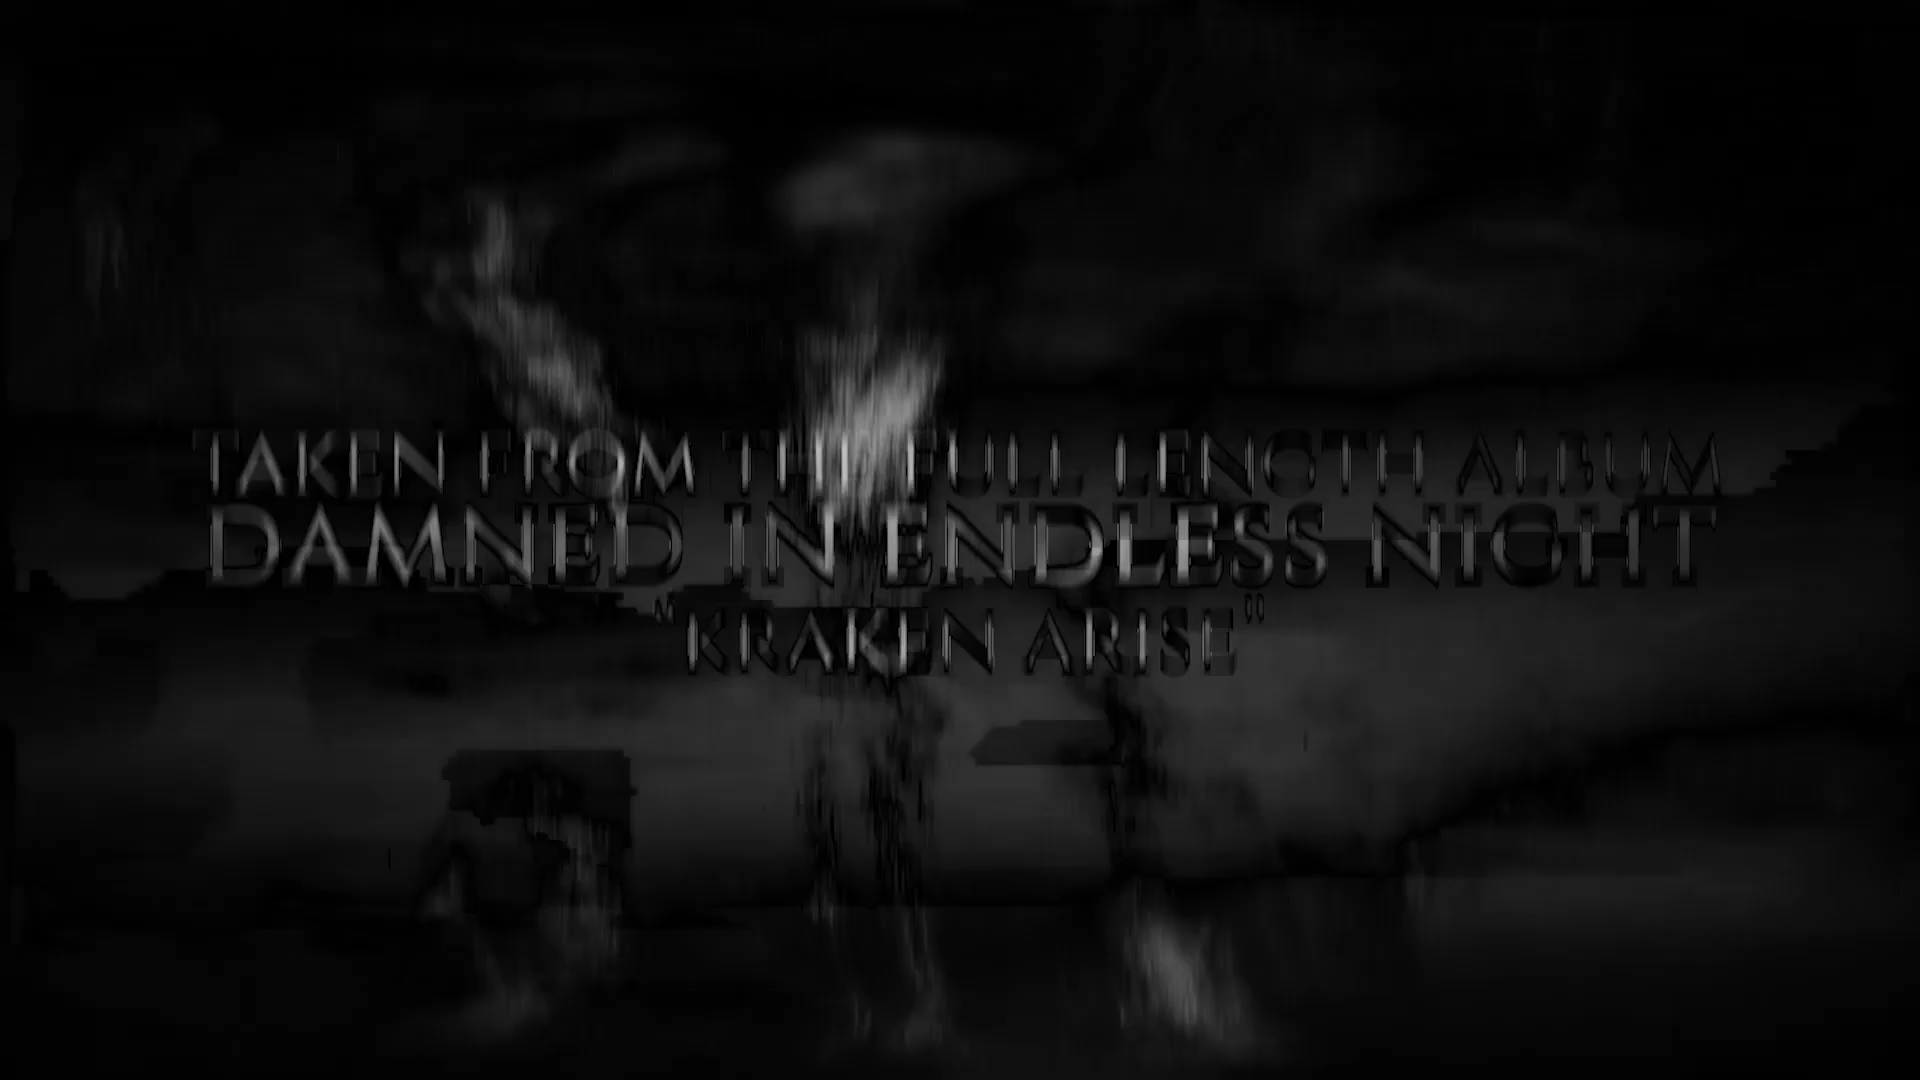 TAKEN FROM THE FULL LENGTH ALBUM
DAMNED IN ENDLESS NIGHT
"KRAKEN ARISE"